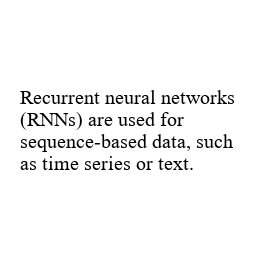 Recurrent neural networks
(RNNs) are used for
sequence-based data, such
as time series or text.